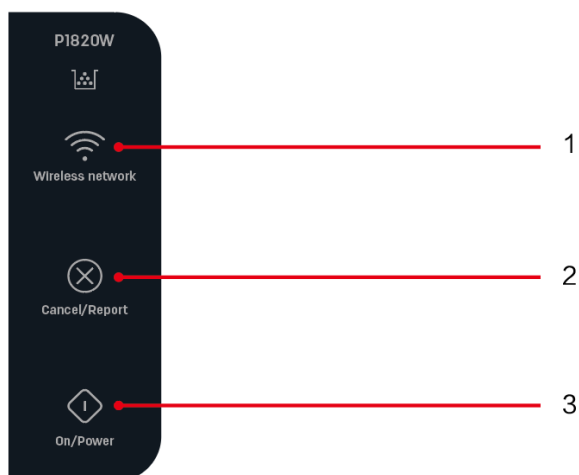 P1820W
Wireless network
1
Cancel/Report
2
On/Power
3